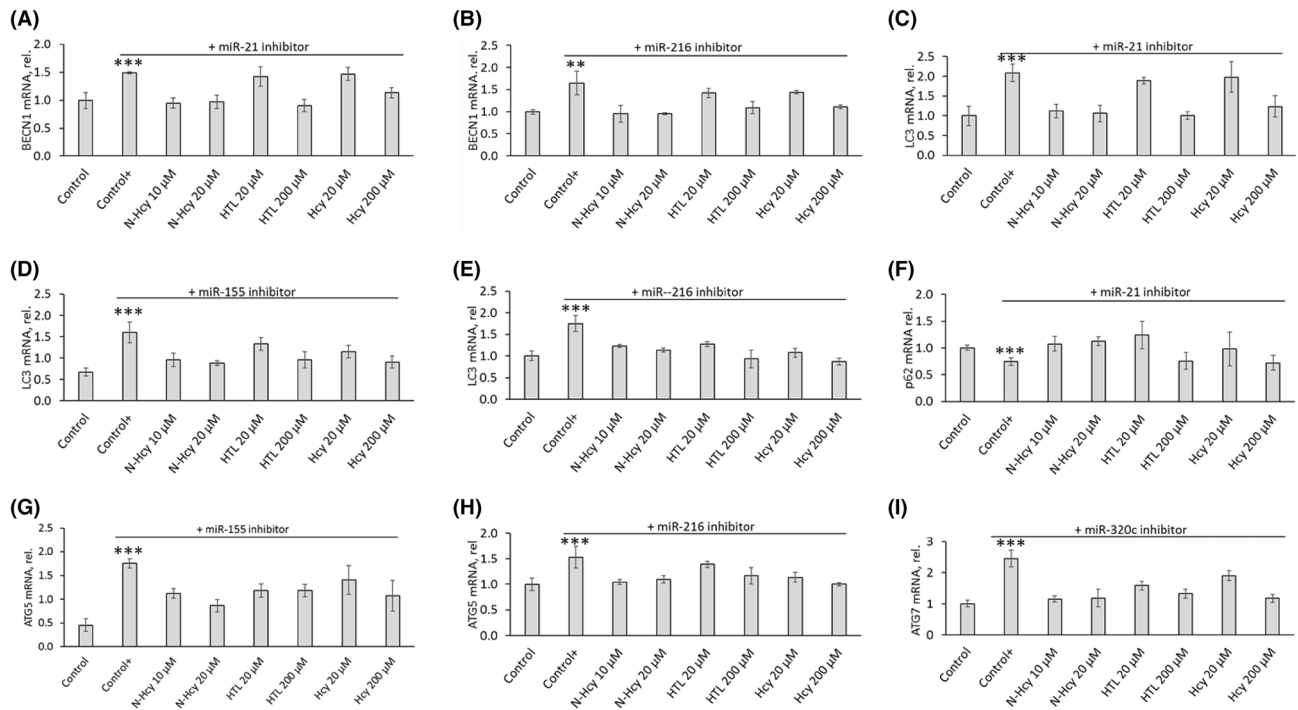 (A)
+ miR-21 inhibitor
BECN1 mRNA, rel.
2.0
1.5
1.0
0.5
0.0
***
Control
Control+
N-Hcy 10 µM
N-Hcy 20 µM
HTL 20 µM
HTL 200 µM
Hcy 20 µM
Hcy 200 µM
(B)
+ miR-216 inhibitor
BECN1 mRNA, rel.
2.5
2.0
1.5
1.0
0.5
0.0
**
Control
Control+
N-Hcy 10 µM
N-Hcy 20 µM
HTL 20 µM
HTL 200 µM
Hcy 20 µM
Hcy 200 µM
(C)
+ miR-21 inhibitor
LC3 mRNA, rel.
2.5
2.0
1.5
1.0
0.5
0.0
***
Control
Control+
N-Hcy 10 µM
N-Hcy 20 µM
HTL 20 µM
HTL 200 µM
Hcy 20 µM
Hcy 200 µM
(D)
+ miR-155 inhibitor
LC3 mRNA, rel.
2.5
2.0
1.5
1.0
0.5
0.0
***
Control
Control+
N-Hcy 10 µM
N-Hcy 20 µM
HTL 20 µM
HTL 200 µM
Hcy 20 µM
Hcy 200 µM
(E)
+ miR--216 inhibitor
LC3 mRNA, rel.
2.5
2.0
1.5
1.0
0.5
0.0
***
Control
Control+
N-Hcy 10 µM
N-Hcy 20 µM
HTL 20 µM
HTL 200 µM
Hcy 20 µM
Hcy 200 µM
(F)
+ miR-21 inhibitor
p62 mRNA rel.
2.0
1.5
1.0
0.5
0.0
***
Control
Control+
N-Hcy 10 µM
N-Hcy 20 µM
HTL 20 µM
HTL 200 µM
Hcy 20 µM
Hcy 200 µM
(G)
+ miR-155 inhibitor
ATG5 mRNA, rel.
2.5
2.0
1.5
1.0
0.5
0.0
***
Control
Control+
N-Hcy 10 µM
N-Hcy 20 µM
HTL 20 µM
HTL 200 µM
Hcy 20 µM
Hcy 200 µM
(H)
+ miR-216 inhibitor
ATG5 mRNA, rel.
2.0
1.5
1.0
0.5
0.0
***
Control
Control+
N-Hcy 10 µM
N-Hcy 20 µM
HTL 20 µM
HTL 200 µM
Hcy 20 µM
Hcy 200 µM
(I)
+ miR-320c inhibitor
ATG7 mRNA, rel.
3
2
1
0
***
Control
Control+
N-Hcy 10 µM
N-Hcy 20 µM
HTL 20 µM
HTL 200 µM
Hcy 20 µM
Hcy 200 µM